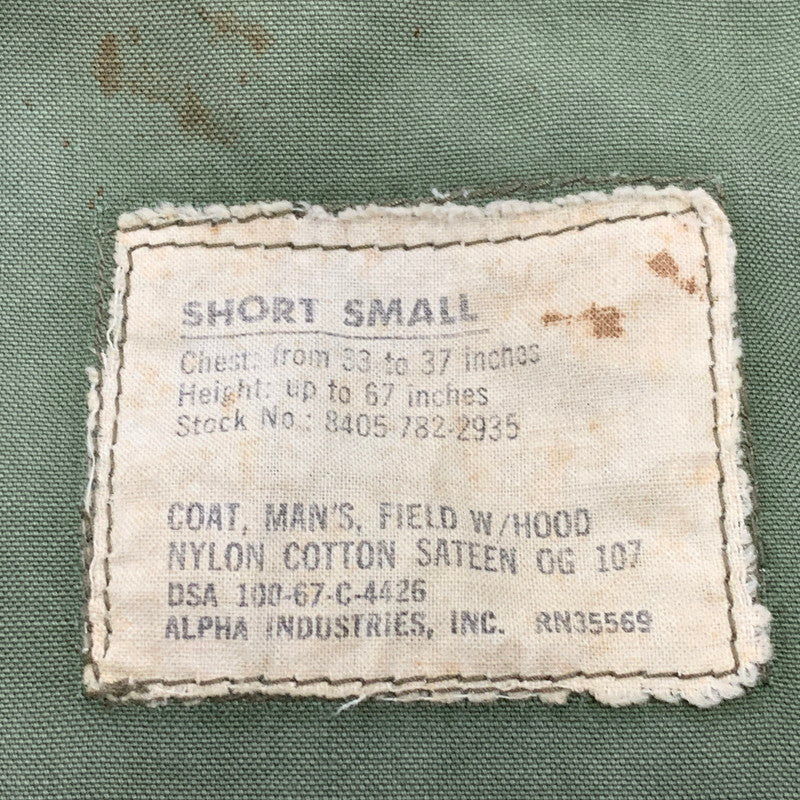 SHORT SMALL
Chest: from 33 to 37 inches
Height: up to 67 inches
Stock No.: 8405-782-2935
COAT, MAN'S, FIELD W/HOOD
NYLON COTTON SATEEN OG 107
DSA 100-67-C-4426
ALPHA INDUSTRIES, INC. RN35569